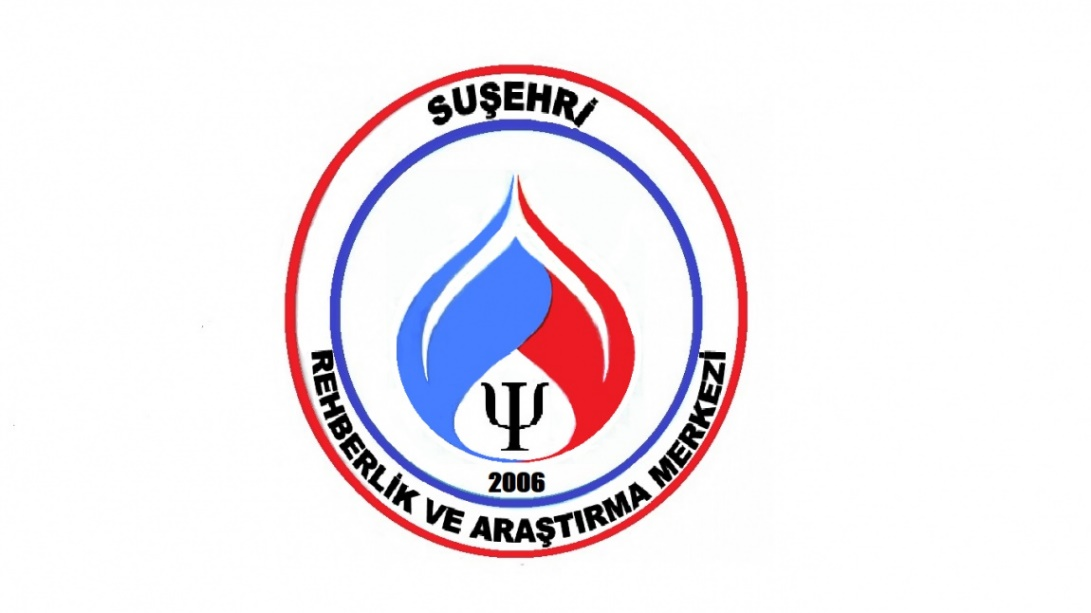 SUŞEHRİ
Ψ
2006
REHBERLİK VE ARAŞTIRMA MERKEZİ